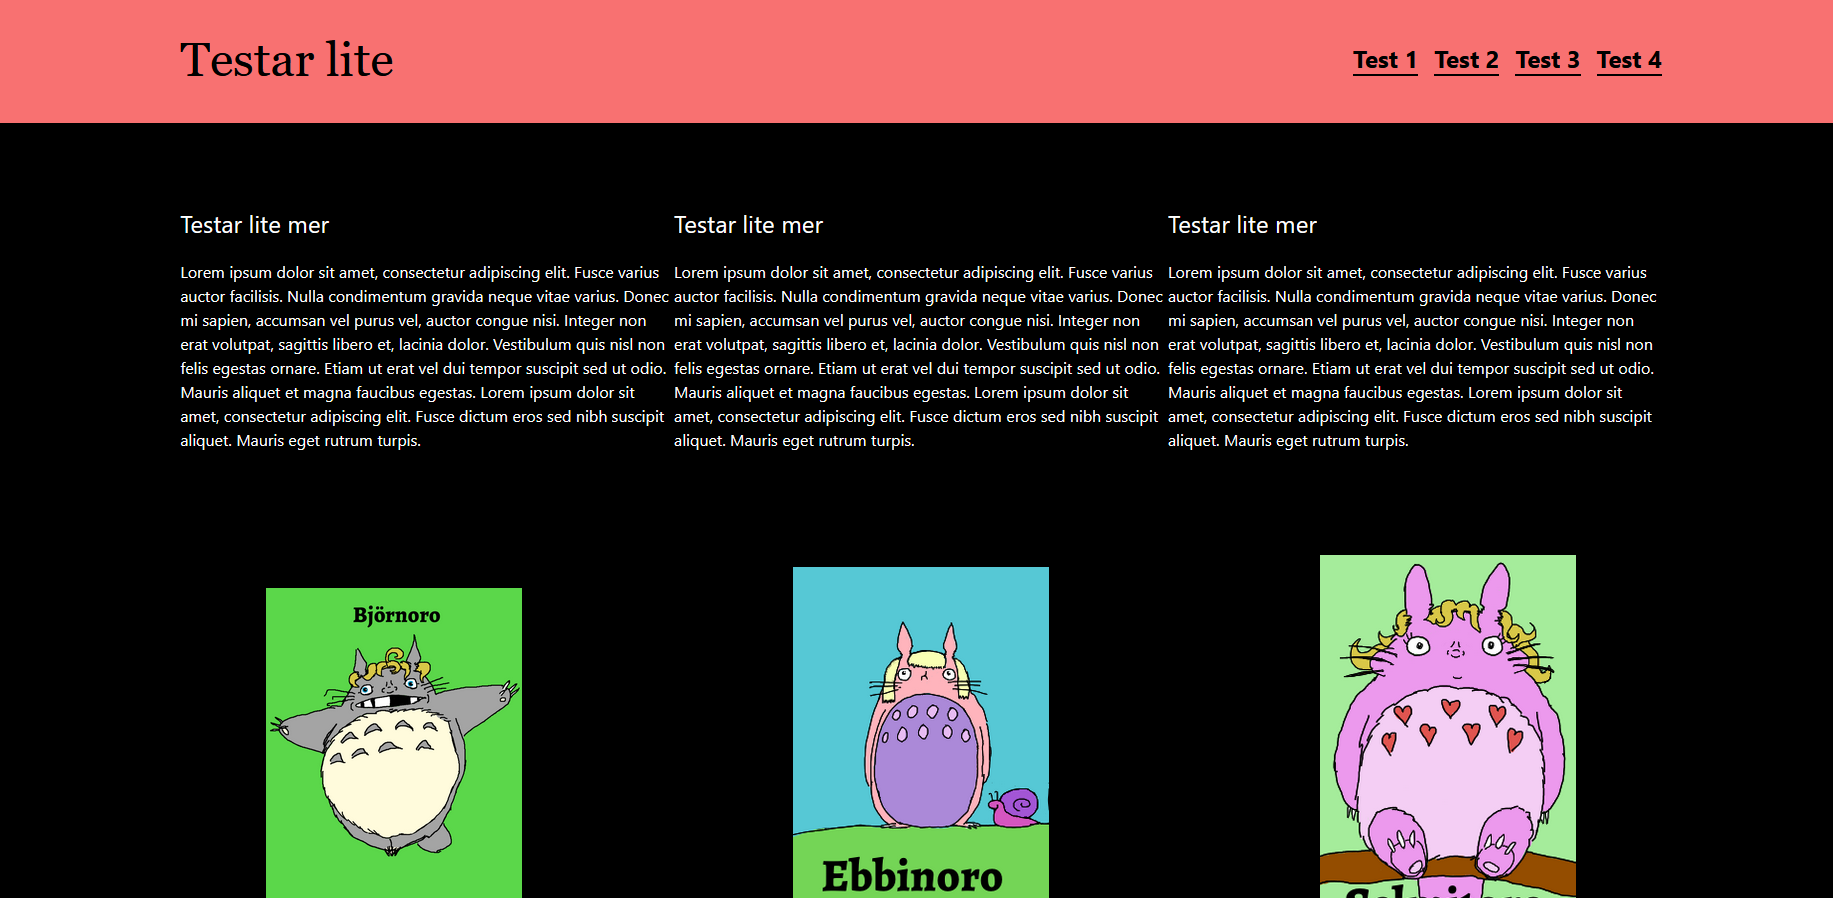 Testar lite
Test 1 Test 2 Test 3 Test 4
Testar lite mer
Lorem ipsum dolor sit amet, consectetur adipiscing elit. Fusce varius
auctor facilisis. Nulla condimentum gravida neque vitae varius. Donec
mi sapien, accumsan vel purus vel, auctor congue nisi. Integer non
erat volutpat, sagittis libero et, lacinia dolor. Vestibulum quis nisl non
felis egestas ornare. Etiam ut erat vel dui tempor suscipit sed ut odio.
Mauris aliquet et magna faucibus egestas. Lorem ipsum dolor sit
amet, consectetur adipiscing elit. Fusce dictum eros sed nibh suscipit
aliquet. Mauris eget rutrum turpis.
Testar lite mer
Lorem ipsum dolor sit amet, consectetur adipiscing elit. Fusce varius
auctor facilisis. Nulla condimentum gravida neque vitae varius. Donec
mi sapien, accumsan vel purus vel, auctor congue nisi. Integer non
erat volutpat, sagittis libero et, lacinia dolor. Vestibulum quis nisl non
felis egestas ornare. Etiam ut erat vel dui tempor suscipit sed ut odio.
Mauris aliquet et magna faucibus egestas. Lorem ipsum dolor sit
amet, consectetur adipiscing elit. Fusce dictum eros sed nibh suscipit
aliquet. Mauris eget rutrum turpis.
Testar lite mer
Lorem ipsum dolor sit amet, consectetur adipiscing elit. Fusce varius
auctor facilisis. Nulla condimentum gravida neque vitae varius. Donec
mi sapien, accumsan vel purus vel, auctor congue nisi. Integer non
erat volutpat, sagittis libero et, lacinia dolor. Vestibulum quis nisl non
felis egestas ornare. Etiam ut erat vel dui tempor suscipit sed ut odio.
Mauris aliquet et magna faucibus egestas. Lorem ipsum dolor sit
amet, consectetur adipiscing elit. Fusce dictum eros sed nibh suscipit
aliquet. Mauris eget rutrum turpis.
Björnoro
Ebbinoro